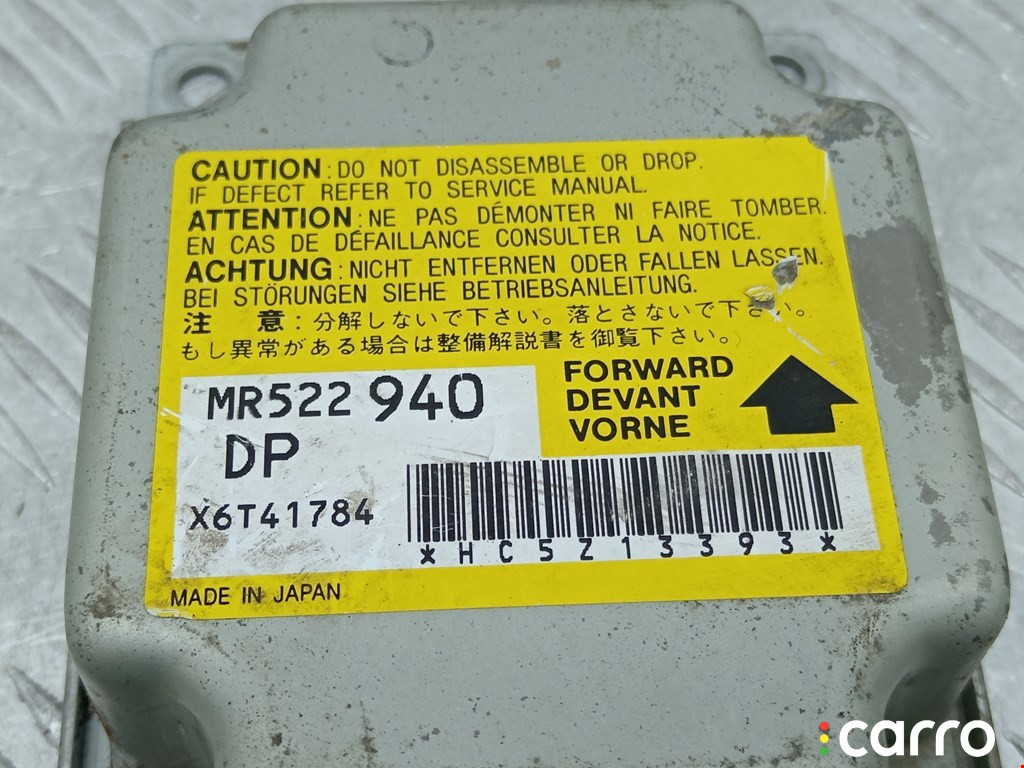 CAUTION : DO NOT DISASSEMBLE OR DROP.
IF DEFECT REFER TO SERVICE MANUAL.
ATTENTION : NE PAS DÉMONTER NI FAIRE TOMBER.
EN CAS DE DÉFAILLANCE CONSULTER LA NOTICE.
ACHTUNG : NICHT ENTFERNEN ODER FALLEN LASSEN.
BEI STÖRUNGEN SIEHE BETRIEBSANLEITUNG.
注 意 : 分解しないで下さい。落とさないで下さい。
もし異常がある場合は整備解説書を御覧下さい。
FORWARD
DEVANT
VORNE
MR522 940
DP
X6T41784
*HC5Z13393*
MADE IN JAPAN
carro